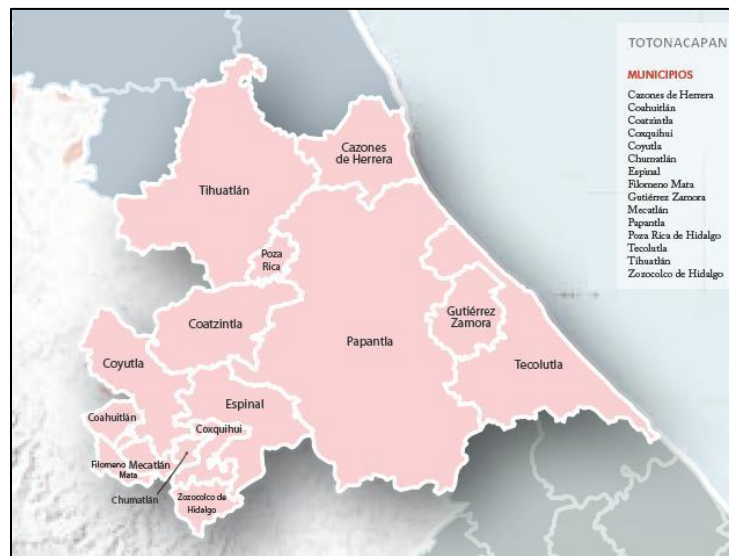 TOTONACAPAN
MUNICIPIOS
Cazones de Herrera
Coahuitlán
Coatzintla
Coxquihui
Coyutla
Chumatlán
Espinal
Filomeno Mata
Gutiérrez Zamora
Mecatlán
Papantla
Poza Rica de Hidalgo
Tecolutla
Tihuatlán
Zozocolco de Hidalgo
Cazones
de Herrera
Tihuatlán
Poza
Rica
Gutiérrez
Zamora
Coatzintla
Papantla
Coyutla
Tecolutla
Espinal
Coahuitlán
Coxquihui
Filomeno
Mata
Mecatlán
Chumatlán
Zozocolco de
Hidalgo